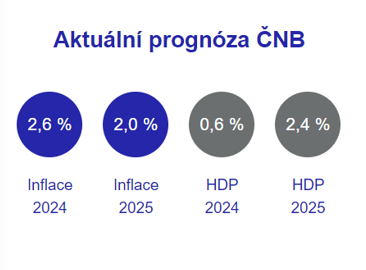 Aktuální prognóza ČNB
2,6 % 2,0 % 0,6 % 2,4 %
Inflace Inflace HDP HDP
2024 2025 2024 2025